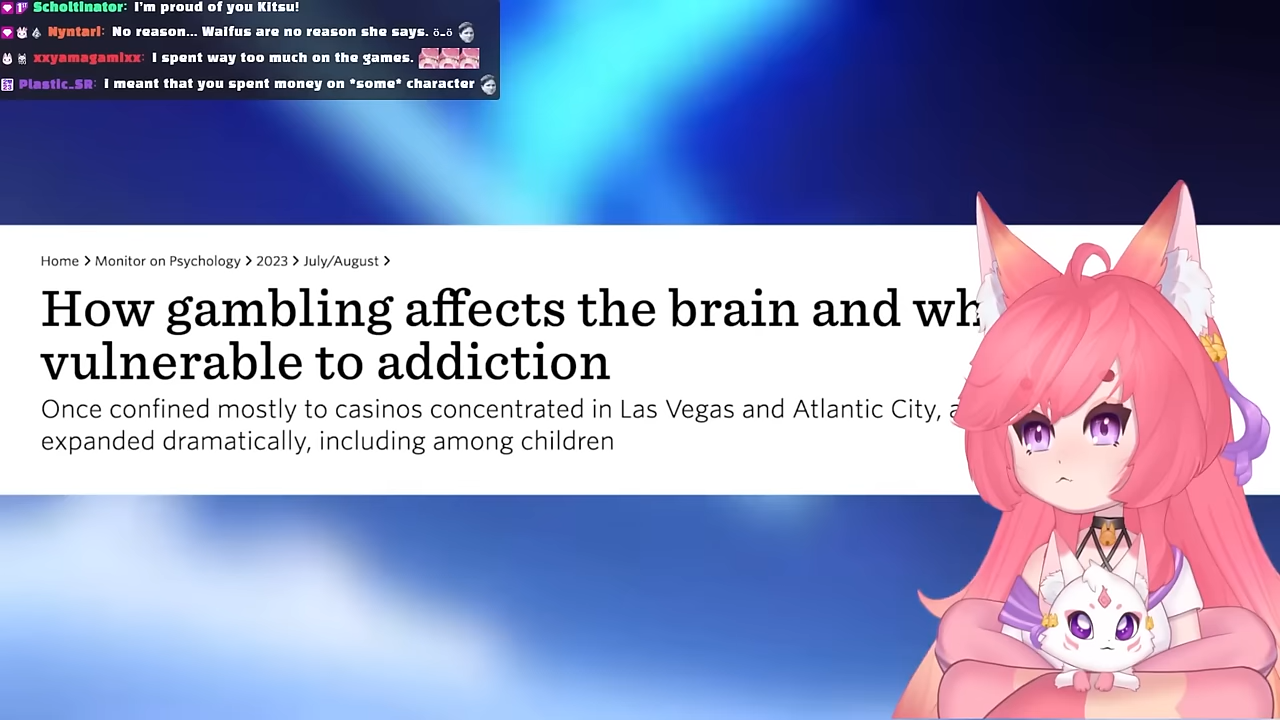 Scholtinator: I'm proud of you Kitsu!
Nyntari: No reason... Waifus are no reason she says. ö_ö
xxyamagamixx: I spent way too much on the games.
Plastic_SR: I meant that you spent money on *some* character
Home > Monitor on Psychology > 2023 > July/August >
How gambling affects the brain and wh
vulnerable to addiction
Once confined mostly to casinos concentrated in Las Vegas and Atlantic City,
expanded dramatically, including among children